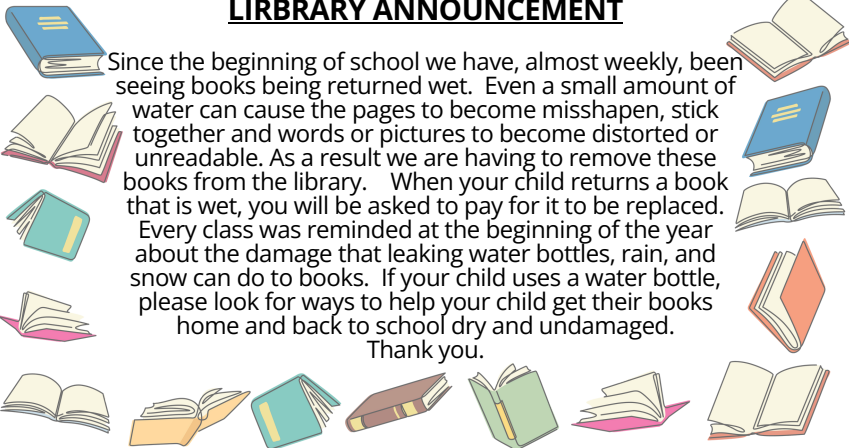 LIRBRARY ANNOUNCEMENT
Since the beginning of school we have, almost weekly, been
seeing books being returned wet.  Even a small amount of
water can cause the pages to become misshapen, stick
together and words or pictures to become distorted or
unreadable. As a result we are having to remove these
books from the library.    When your child returns a book
that is wet, you will be asked to pay for it to be replaced.
Every class was reminded at the beginning of the year
about the damage that leaking water bottles, rain, and
snow can do to books.  If your child uses a water bottle,
please look for ways to help your child get their books
home and back to school dry and undamaged.
Thank you.